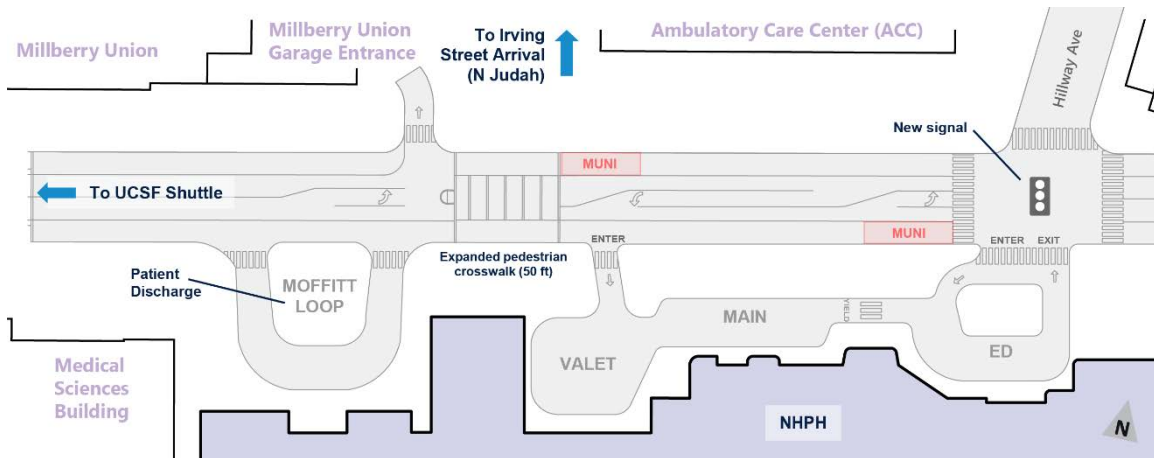 Millberry Union
Millberry Union
Garage Entrance
To Irving
Street Arrival
(N Judah)
Ambulatory Care Center (ACC)
Hillway Ave
New signal
MUNI
To UCSF Shuttle
MUNI
ENTER
ENTER EXIT
Expanded pedestrian
crosswalk (50 ft)
Patient
Discharge
MOFFITT
LOOP
MAIN
YIELD
ED
VALET
Medical
Sciences
Building
NHPH
N